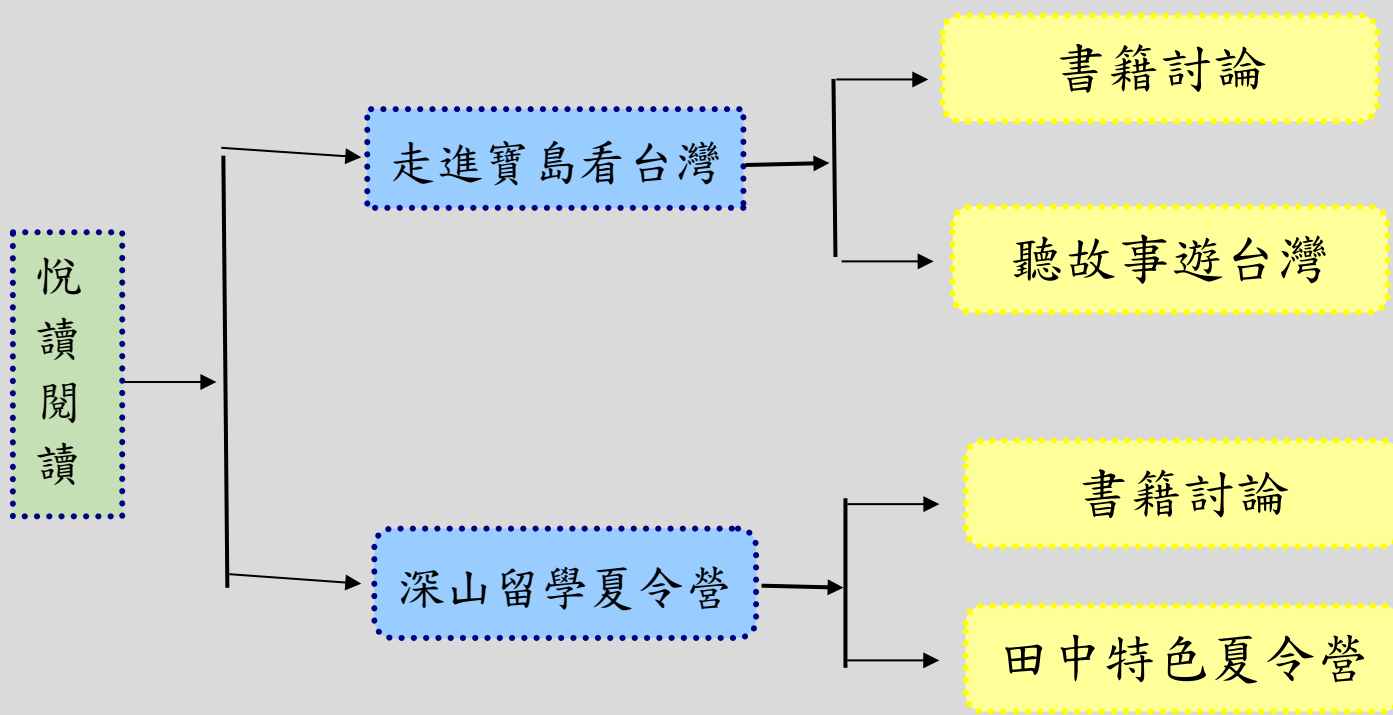 悅讀閱讀
走進寶島看台灣
書籍討論
聽故事遊台灣
深山留學夏令營
書籍討論
田中特色夏令營